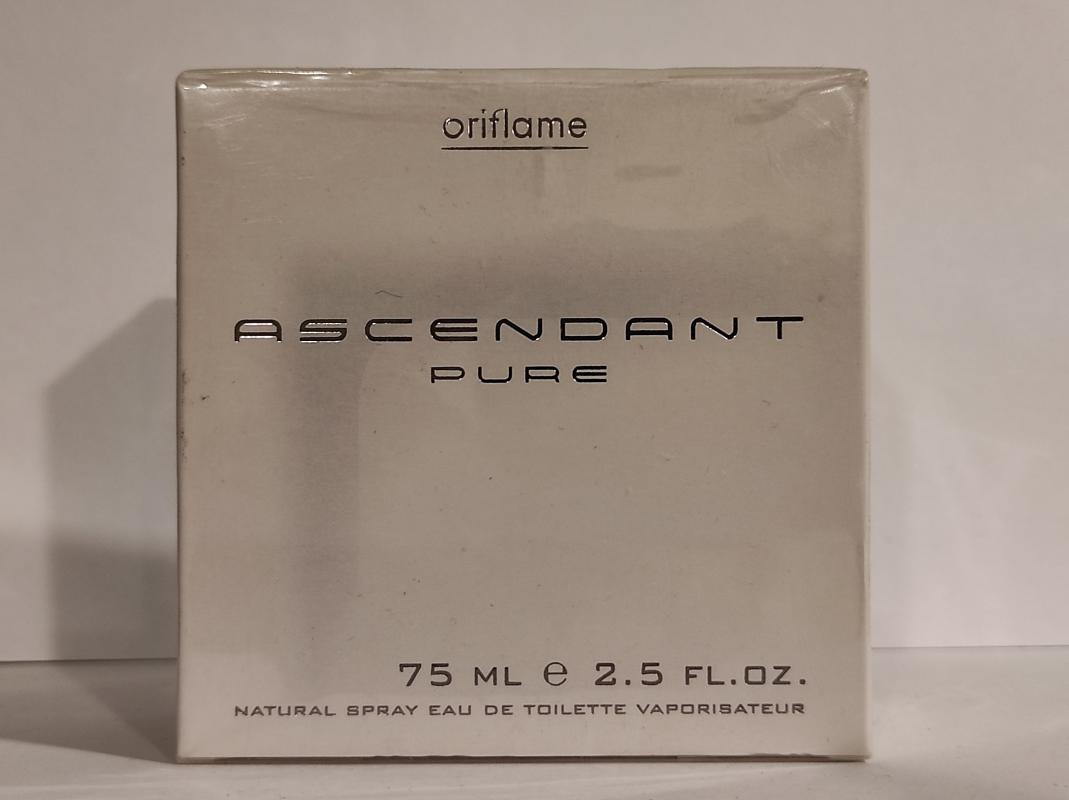 oriflame
ASCENDANT
PURE
75 ML ℮ 2.5 FL.OZ.
NATURAL SPRAY EAU DE TOILETTE VAPORISATEUR